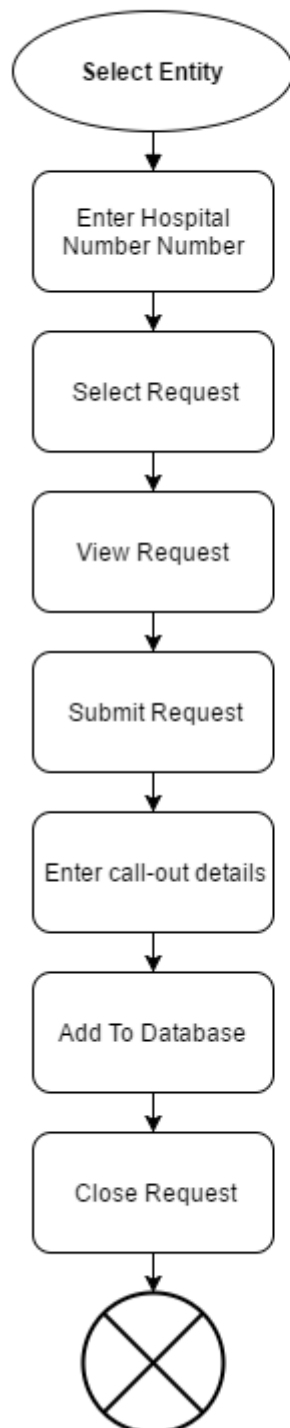 Select Entity
Enter Hospital
Number Number
Select Request
View Request
Submit Request
Enter call-out details
Add To Database
Close Request